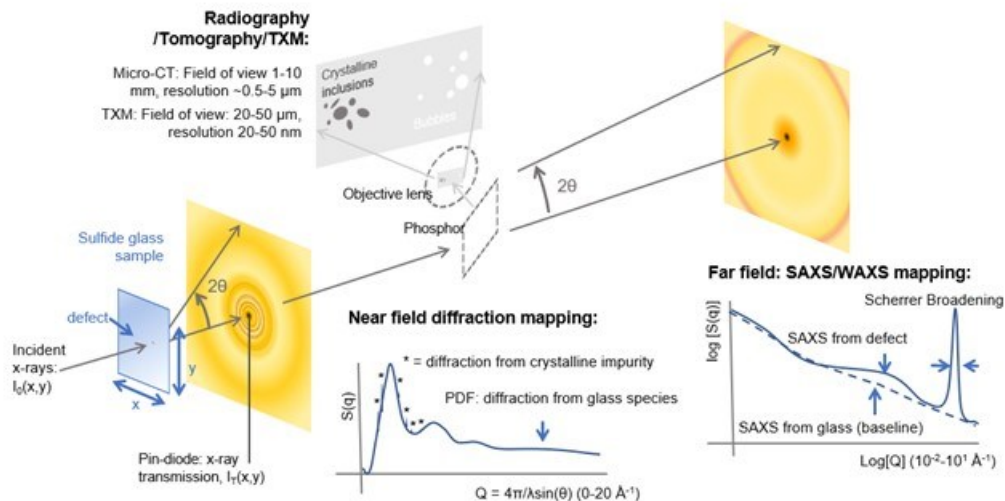 Radiography
/Tomography/TXM:
Micro-CT: Field of view 1-10
mm, resolution ~0.5-5 µm
TXM: Field of view: 20-50 µm,
resolution 20-50 nm
Crystalline
inclusions
Bubbles
Objective lens
Phosphor
2θ
Sulfide glass
sample
2θ
defect
Incident
x-rays:
I₀(x,y)
y
x
Pin-diode: x-ray
transmission, I_T(x,y)
Near field diffraction mapping:
* = diffraction from crystalline impurity
PDF: diffraction from glass species
S(q)
Q = 4π/λsin(θ) (0-20 Å⁻¹)
Far field: SAXS/WAXS mapping:
Scherrer Broadening
SAXS from
defect
SAXS from glass (baseline)
log [S(q)]
Log[Q] (10⁻²-10¹ Å⁻¹)